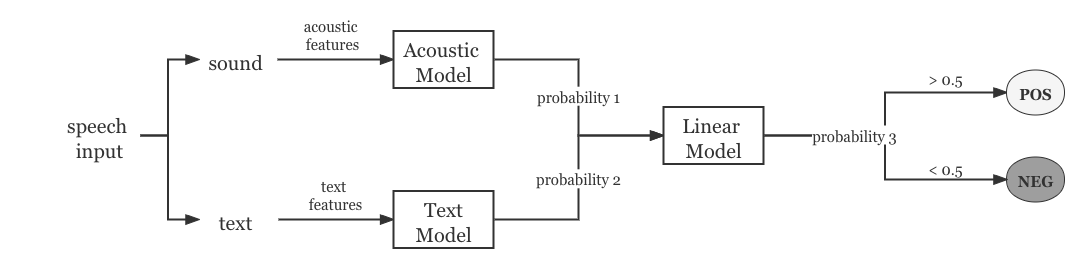 speech
input
sound
acoustic
features
Acoustic
Model
probability 1
text
text
features
Text
Model
probability 2
Linear
Model
probability 3
> 0.5
POS
< 0.5
NEG